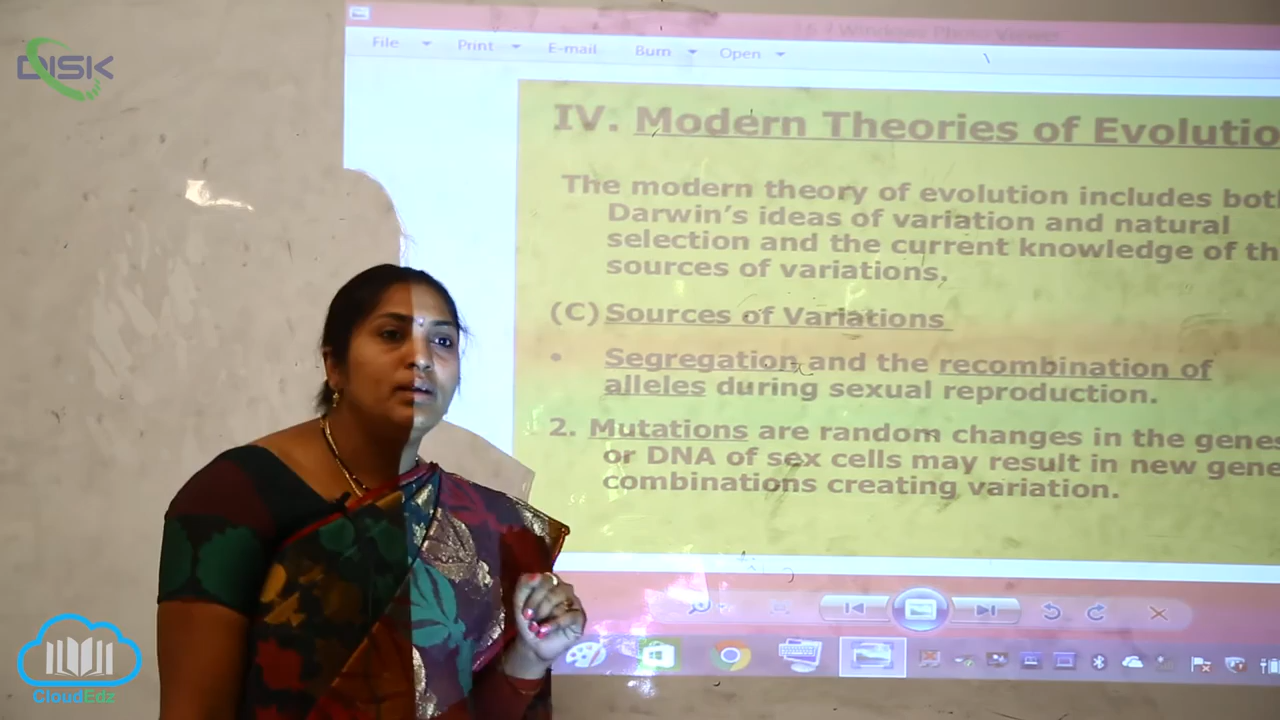 DISK
Windows Photo Viewer
File Print E-mail Burn Open
IV. Modern Theories of Evolutio
The modern theory of evolution includes both
Darwin's ideas of variation and natural
selection and the current knowledge of th
sources of variations.
(C) Sources of Variations
• Segregation and the recombination of
alleles during sexual reproduction.
2. Mutations are random changes in the genes
or DNA of sex cells may result in new gene
combinations creating variation.
CloudEdz